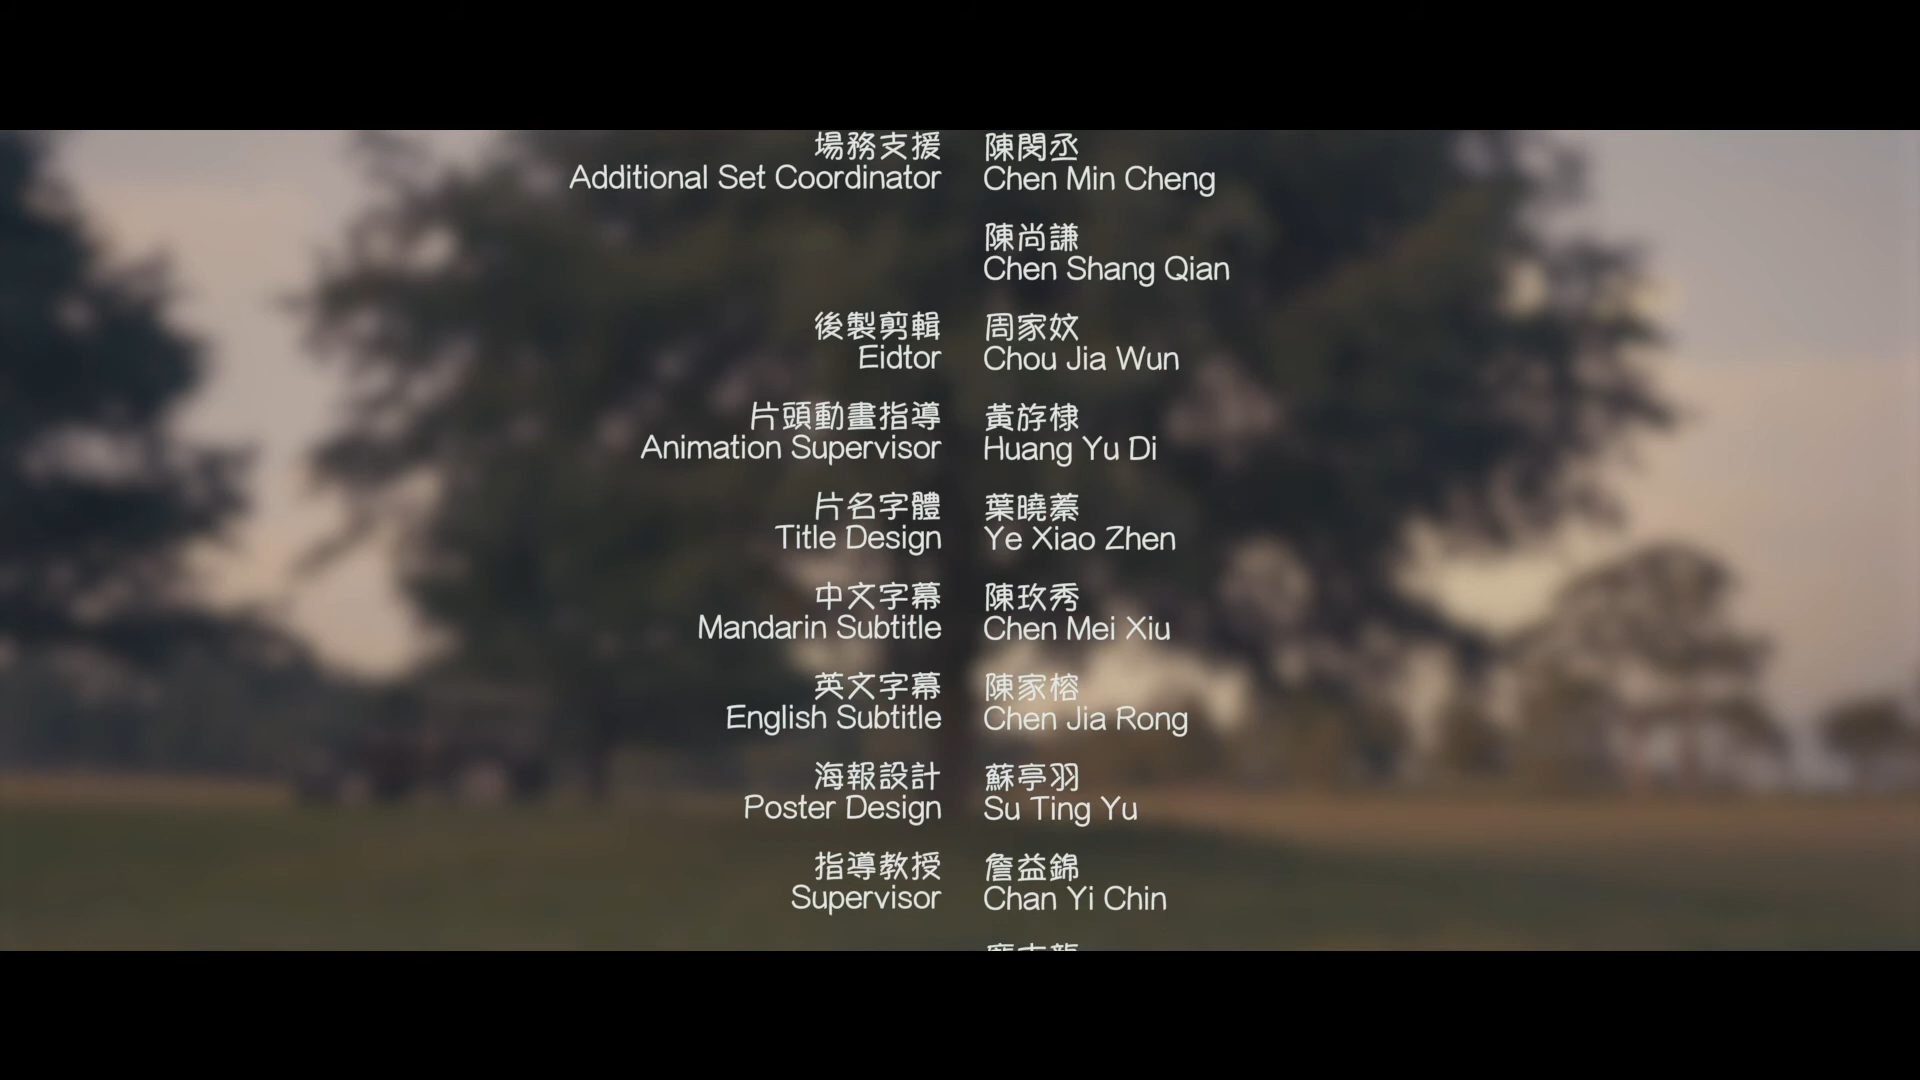 場務支援 陳閔丞
Additional Set Coordinator Chen Min Cheng
陳尚謙
Chen Shang Qian
後製剪輯 周家妏
Eidtor Chou Jia Wun
片頭動畫指導 黃斿棣
Animation Supervisor Huang Yu Di
片名字體 葉曉蓁
Title Design Ye Xiao Zhen
中文字幕 陳玫秀
Mandarin Subtitle Chen Mei Xiu
英文字幕 陳家榕
English Subtitle Chen Jia Rong
海報設計 蘇亭羽
Poster Design Su Ting Yu
指導教授 詹益錦
Supervisor Chan Yi Chin